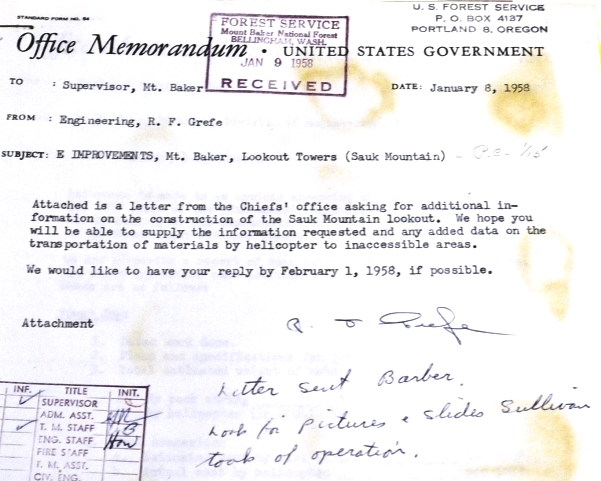 STANDARD FORM NO. 64
U. S. FOREST SERVICE
P. O. BOX 4137
PORTLAND 8, OREGON
FOREST SERVICE
Mount Baker National Forest
BELLINGHAM, WASH.
JAN 9 1958
RECEIVED
Office Memorandum • UNITED STATES GOVERNMENT
TO : Supervisor, Mt. Baker
DATE: January 8, 1958
FROM : Engineering, R. F. Grefe
SUBJECT: E IMPROVEMENTS, Mt. Baker, Lookout Towers (Sauk Mountain) - P.S- 1/15
Attached is a letter from the Chiefs' office asking for additional in-
formation on the construction of the Sauk Mountain lookout. We hope you
will be able to supply the information requested and any added data on the
transportation of materials by helicopter to inaccessible areas.
We would like to have your reply by February 1, 1958, if possible.
Attachment
Letter sent Barber.
Look for Pictures & slides Sullivan
took of operation.
INF. TITLE INIT.
SUPERVISOR
ADM. ASST.
T. M. STAFF
ENG. STAFF
FIRE STAFF
T. M. ASST.
CIV. ENG.